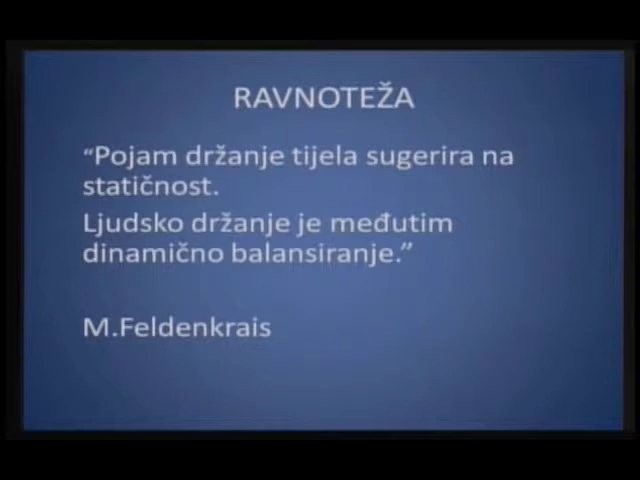 RAVNOTEŽA
“Pojam držanje tijela sugerira na
statičnost.
Ljudsko držanje je međutim
dinamično balansiranje.”
M.Feldenkrais